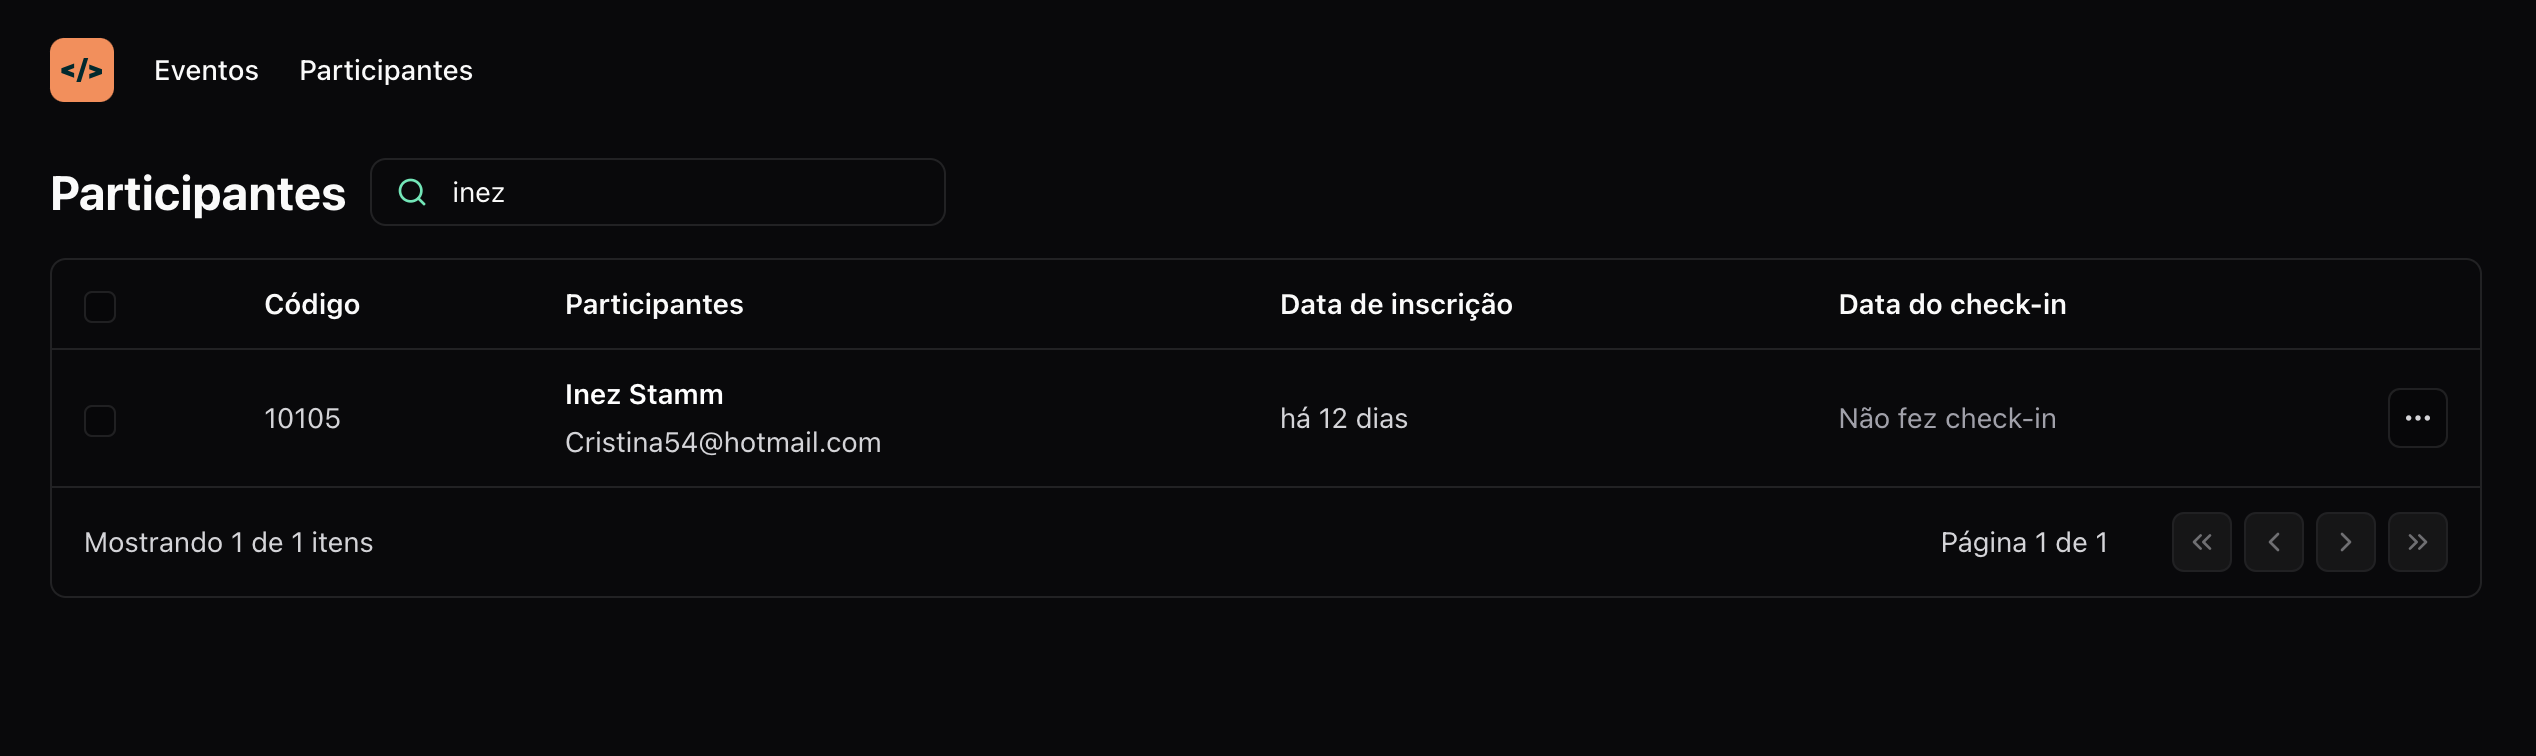 </> Eventos Participantes
Participantes inez
Código Participantes Data de inscrição Data do check-in
Inez Stamm
10105 há 12 dias Não fez check-in
Cristina54@hotmail.com
Mostrando 1 de 1 itens Página 1 de 1